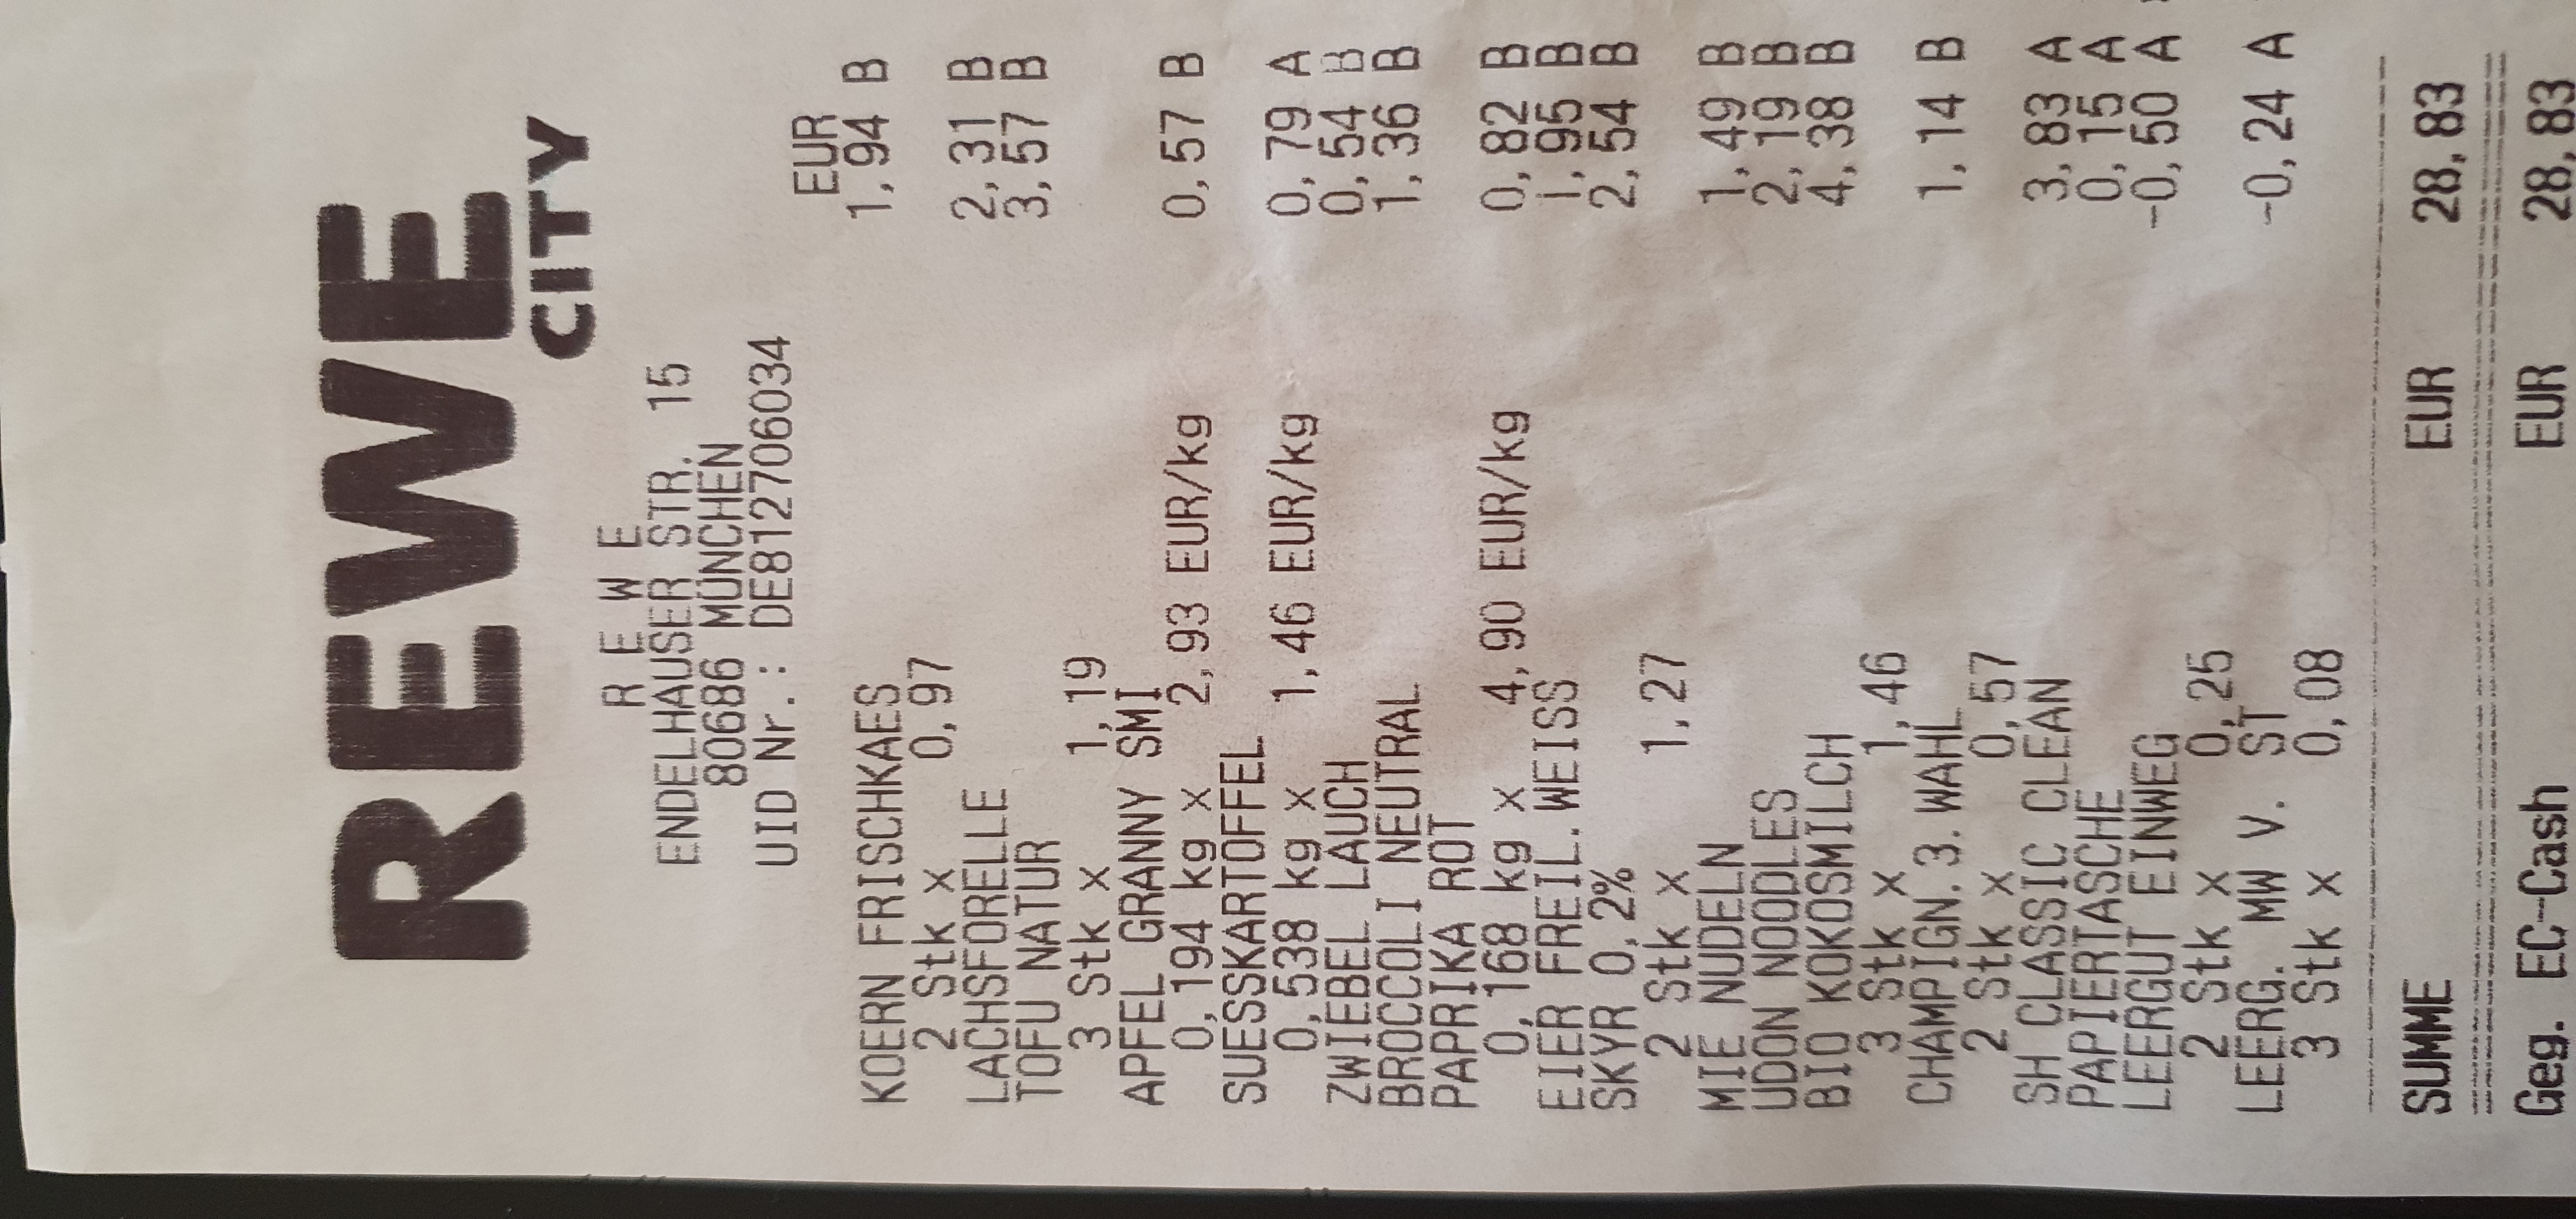 REWE
CITY
R E W E
ENDELHAUSER STR. 15
80686 MÜNCHEN
UID Nr.: DE812706034
EUR
KOERN FRISCHKAES 1,94 B
2 Stk x 0,97
LACHSFORELLE 2,31 B
TOFU NATUR 3,57 B
3 Stk x 1,19
APFEL GRANNY SMI
0,194 kg x 2,93 EUR/kg 0,57 B
SUESSKARTOFFEL
0,538 kg x 1,46 EUR/kg 0,79 A
ZWIEBEL LAUCH 0,54 B
BROCCOLI NEUTRAL 1,36 B
PAPRIKA ROT
0,168 kg x 4,90 EUR/kg 0,82 B
EIER FREIL.WEISS 1,95 B
SKYR 0,2% 2,54 B
2 Stk x 1,27
MIE NUDELN 1,49 B
UDON NOODLES 2,19 B
BIO KOKOSMILCH 4,38 B
3 Stk x 1,46
CHAMPIGN.3.WAHL 1,14 B
2 Stk x 0,57
SH CLASSIC CLEAN 3,83 A
PAPIERTASCHE 0,15 A
LEERGUT EINWEG -0,50 A
2 Stk x 0,25
LEERG. MW V. ST -0,24 A
3 Stk x 0,08
SUMME EUR 28,83
Geg. EC-Cash EUR 28,83